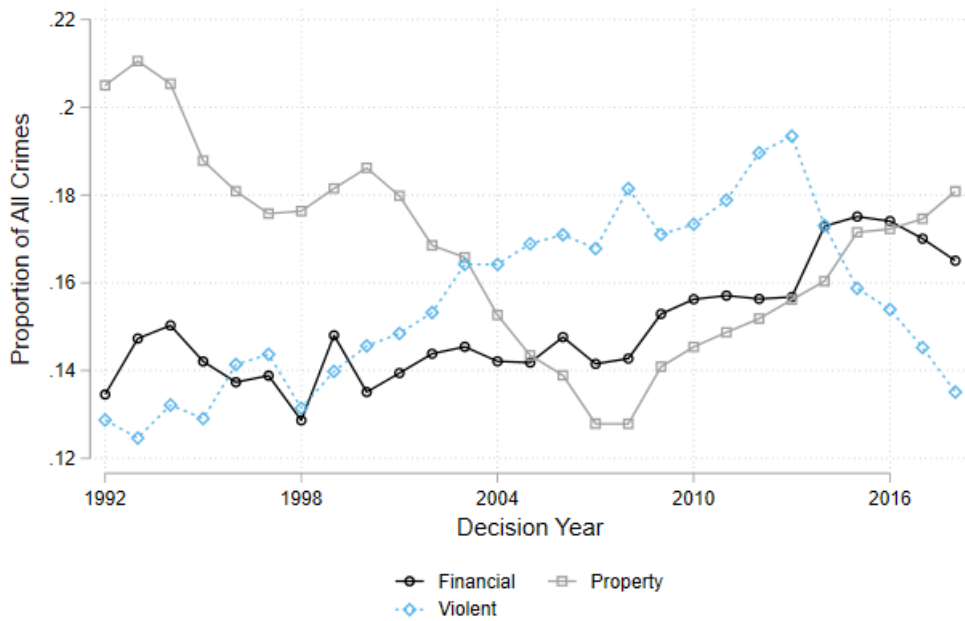 .22
.2
.18
.16
.14
.12
Proportion of All Crimes
1992 1998 2004 2010 2016
Decision Year
Financial Property
Violent